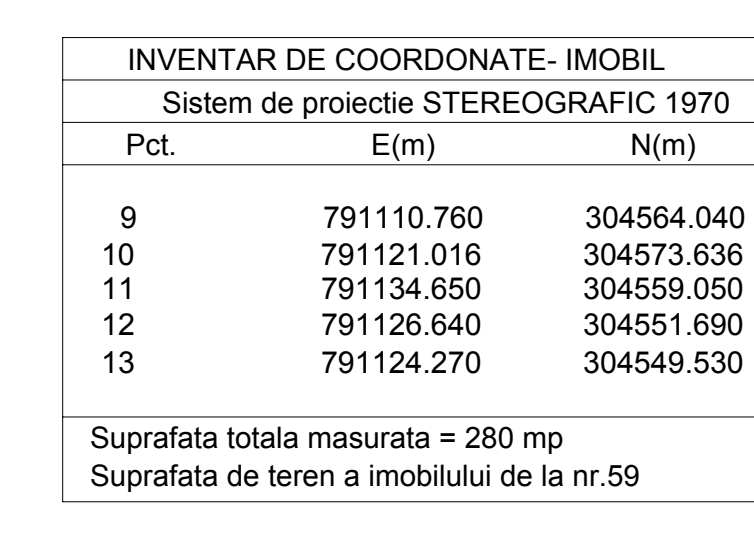 INVENTAR DE COORDONATE- IMOBIL
Sistem de proiectie STEREOGRAFIC 1970
Pct. E(m) N(m)
9 791110.760 304564.040
10 791121.016 304573.636
11 791134.650 304559.050
12 791126.640 304551.690
13 791124.270 304549.530
Suprafata totala masurata = 280 mp
Suprafata de teren a imobilului de la nr.59